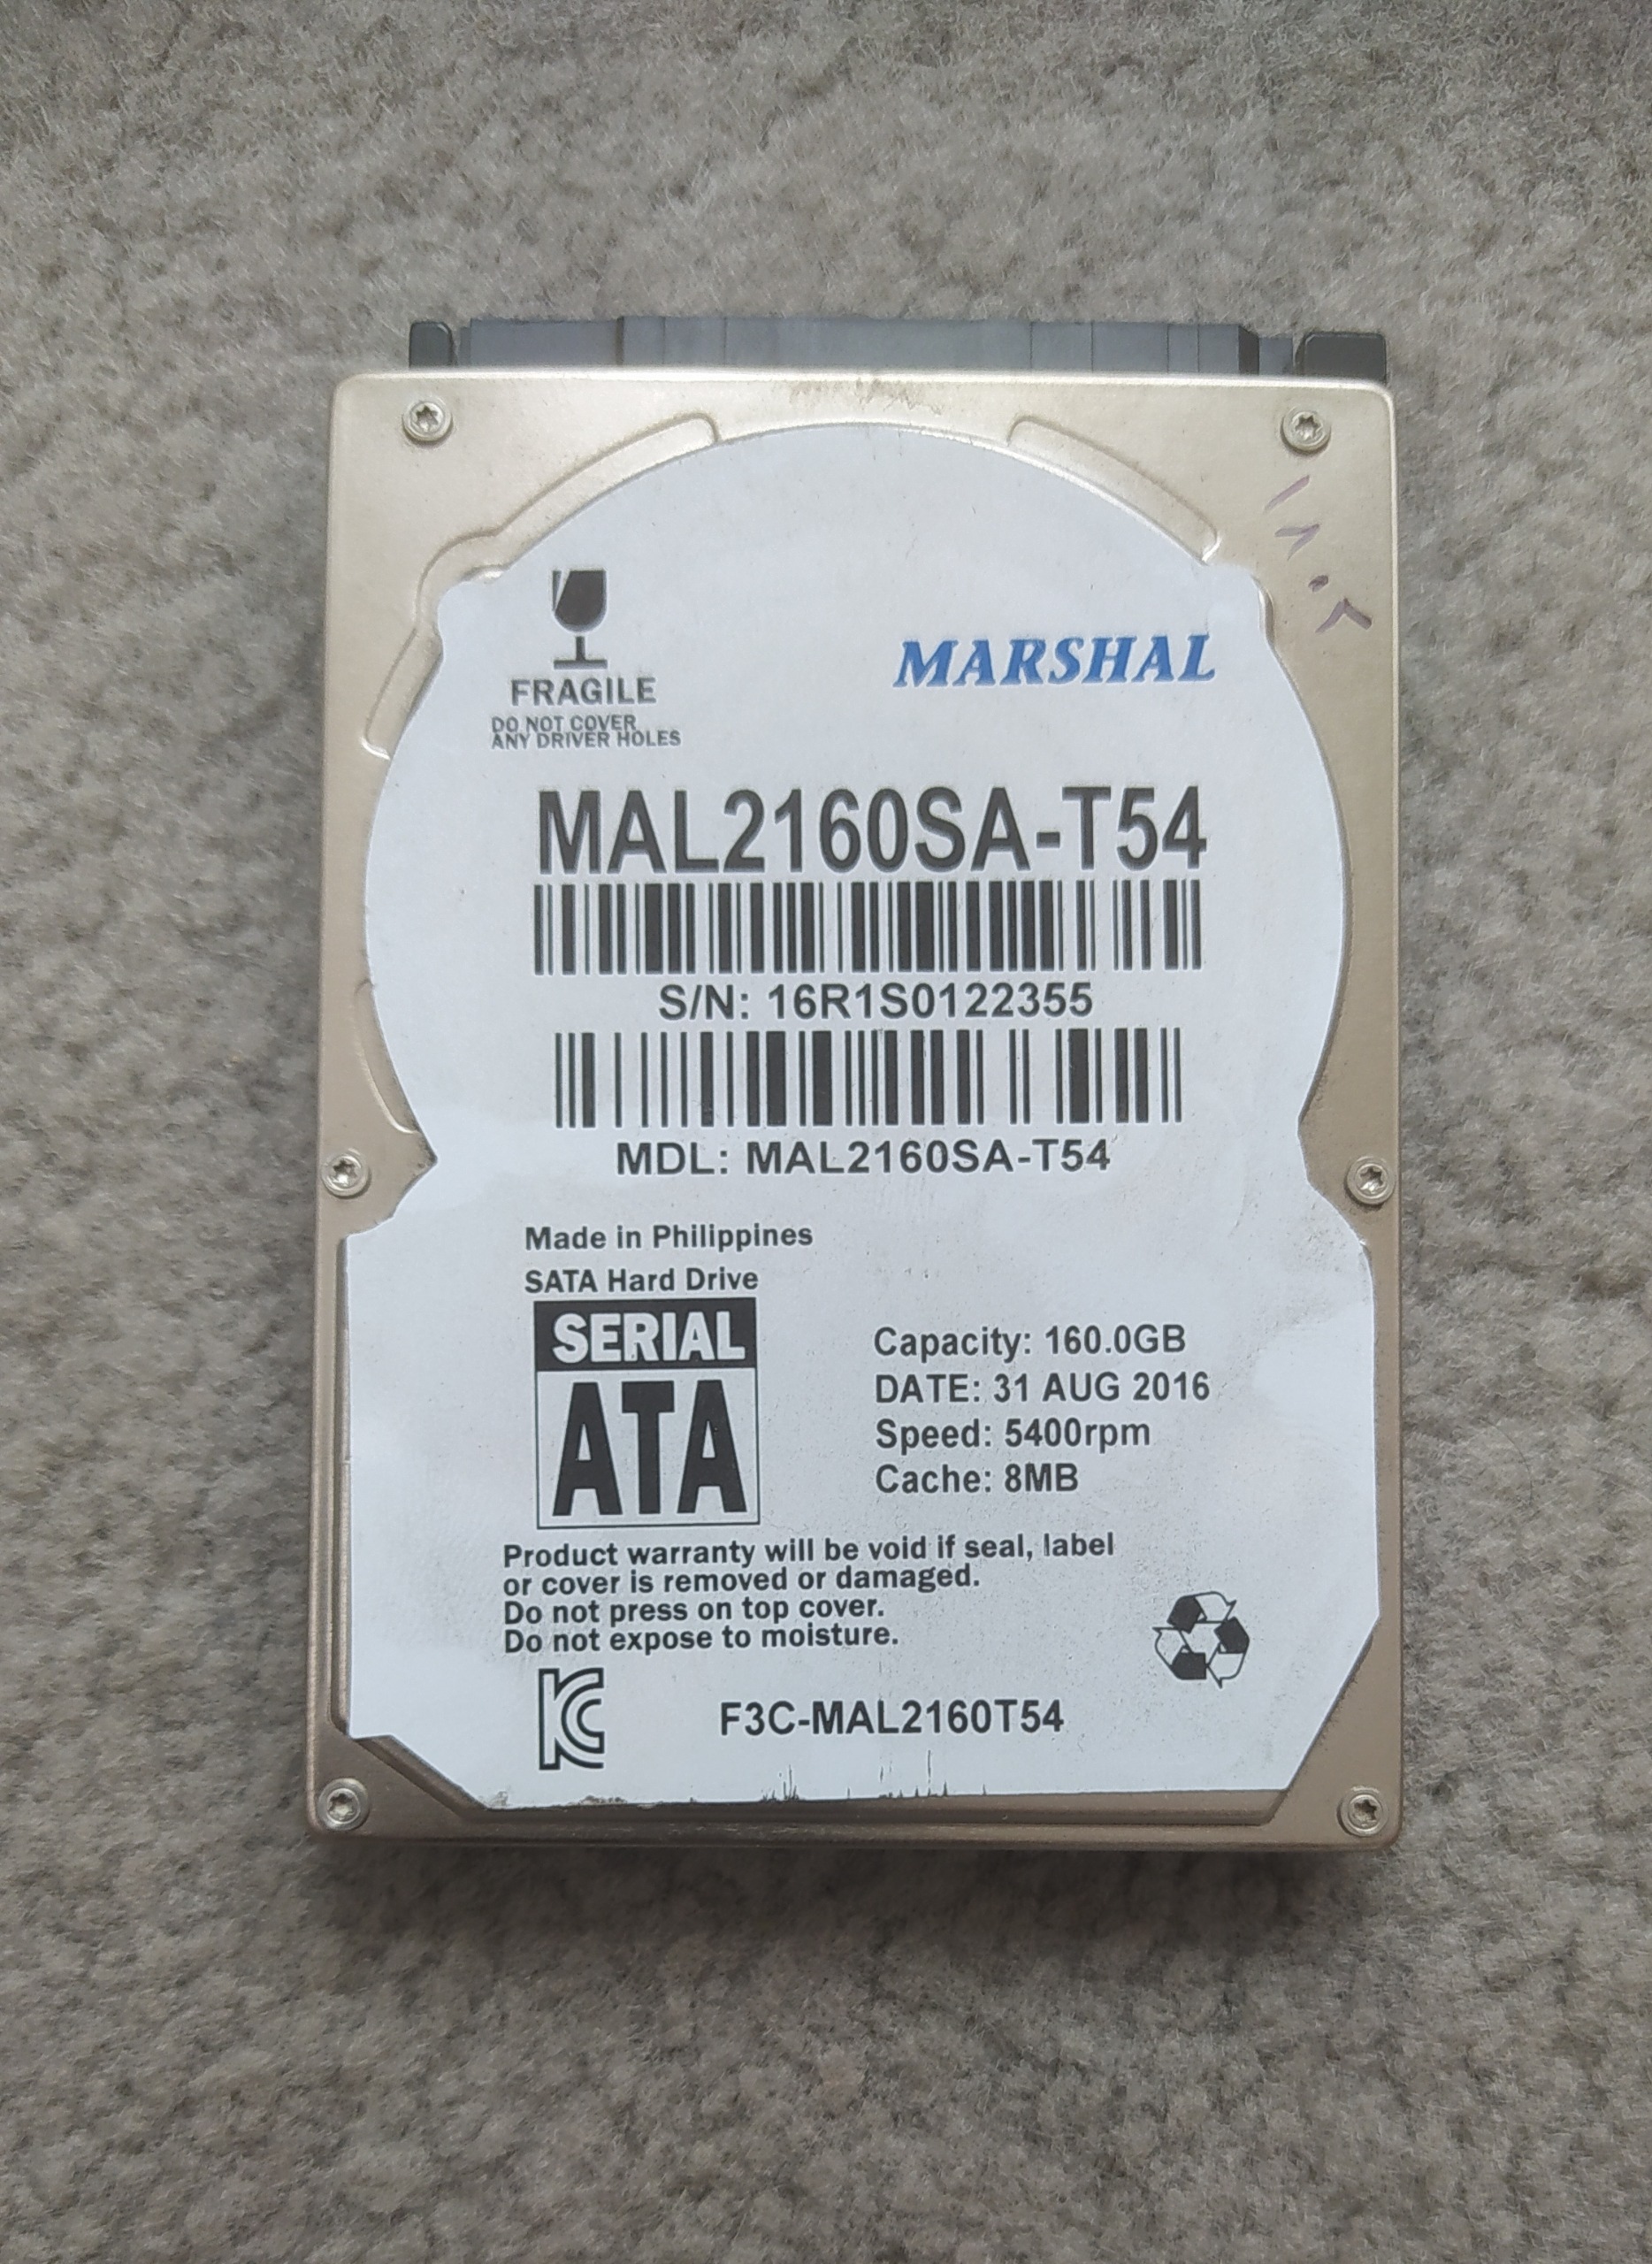 MARSHAL
FRAGILE
DO NOT COVER
ANY DRIVER HOLES
MAL2160SA-T54
S/N: 16R1S0122355
MDL: MAL2160SA-T54
Made in Philippines
SATA Hard Drive
SERIAL
ATA
Capacity: 160.0GB
DATE: 31 AUG 2016
Speed: 5400rpm
Cache: 8MB
Product warranty will be void if seal, label
or cover is removed or damaged.
Do not press on top cover.
Do not expose to moisture.
KC
F3C-MAL2160T54